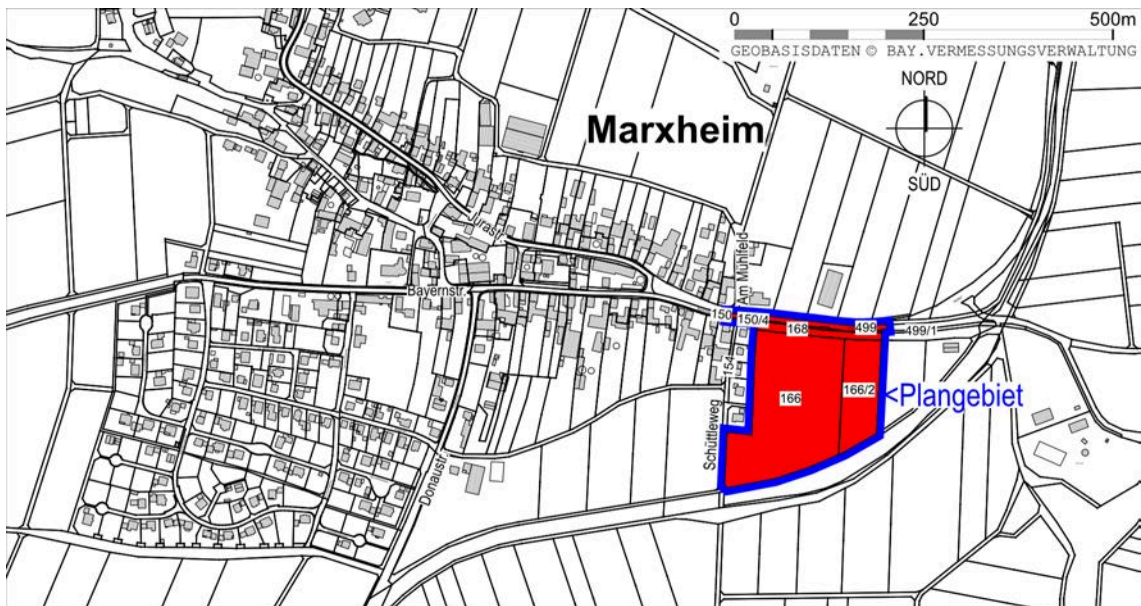 0 250 500m
GEOBASISDATEN © BAY.VERMESSUNGSVERWALTUNG
NORD
SÜD
Marxheim
Jurastr.
Am Mühlfeld
Bayernstr.
150
150/4
168
499
499/1
154
166
166/2
<Plangebiet
Schüttleweg
Donaustr.